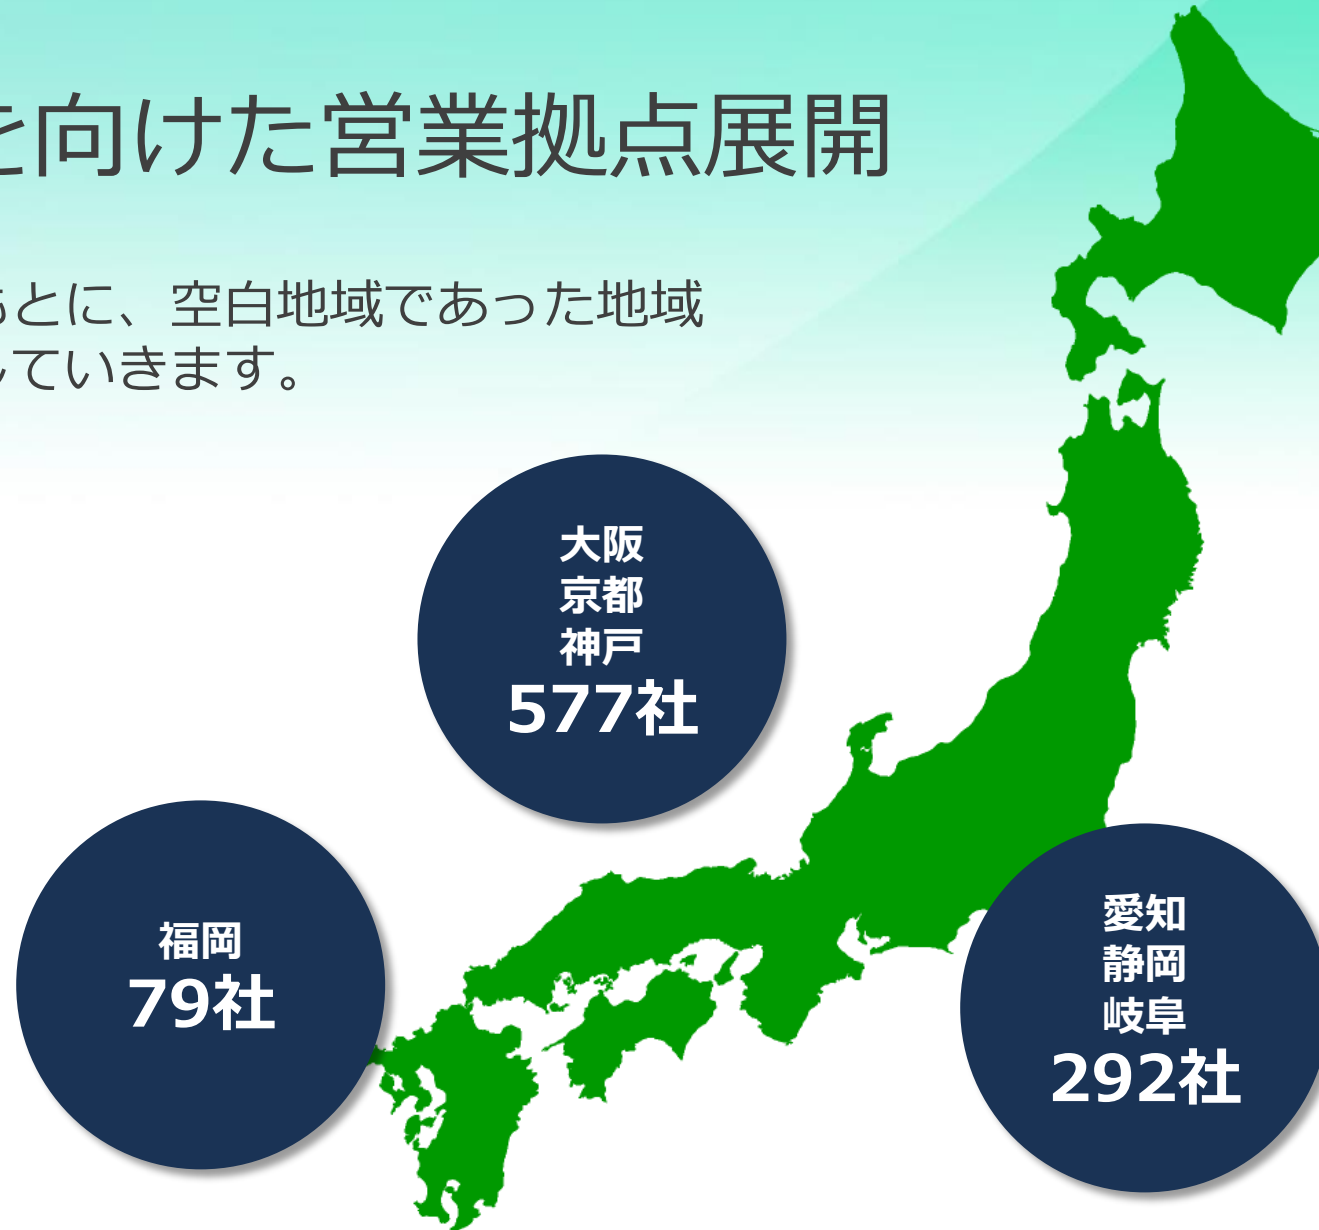 を向けた営業拠点展開
もとに、空白地域であった地域
していきます。
大阪
京都
神戸
577社
福岡
79社
愛知
静岡
岐阜
292社